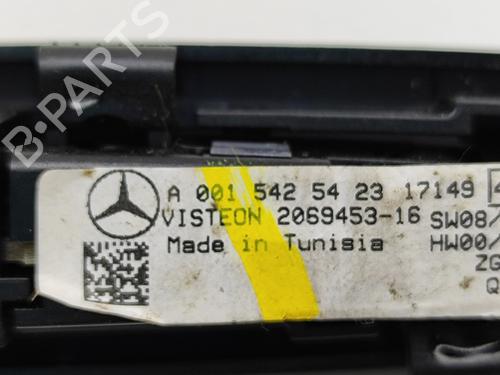 B-PARTS
A 001 542 54 23 17149
VISTEON 2069453-16 SW08/
Made in Tunisia HW00/
ZG
Q